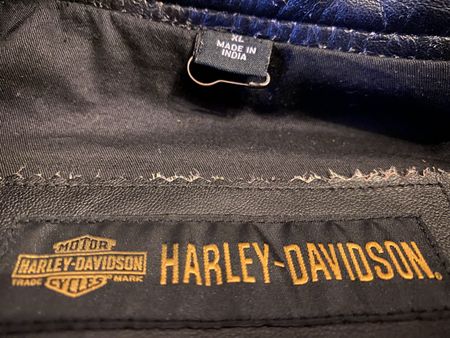 XL
MADE IN
INDIA
MOTOR
HARLEY-DAVIDSON
TRADE MARK
CYCLES
HARLEY-DAVIDSON®